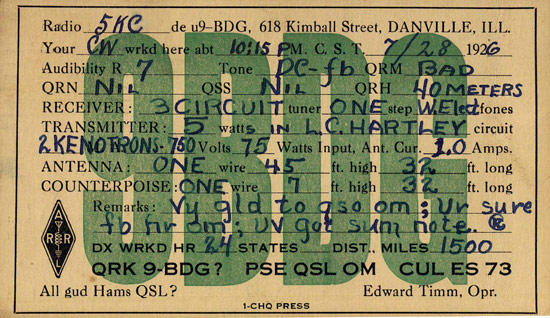 Radio 5KC de u9-BDG, 618 Kimball Street, DANVILLE, ILL.
Your CW wrkd here abt 10:15 P M. C. S. T. 7/28 1926
Audibility R 7 Tone DC-fb QRM BAD
QRN NIL QSS NIL QRH 40 METERS
RECEIVER: 3 CIRCUIT tuner ONE step W.Elect fones
TRANSMITTER: 5 watts IN L.C. HARTLEY circuit
2 KENOTRONS-750 Volts 75 Watts Input, Ant. Cur. 1.0 Amps.
ANTENNA: ONE wire 45 ft. high 32 ft. long
COUNTERPOISE: ONE wire 7 ft. high 32 ft. long
Remarks: Vy gld to qso om; Ur sure
fb hr om; UV got sum note..
DX WRKD HR 24 STATES DIST., MILES 1500
QRK 9-BDG? PSE QSL OM CUL ES 73
All gud Hams QSL? Edward Timm, Opr.
1-CHQ PRESS
9BDG
A
R R
L